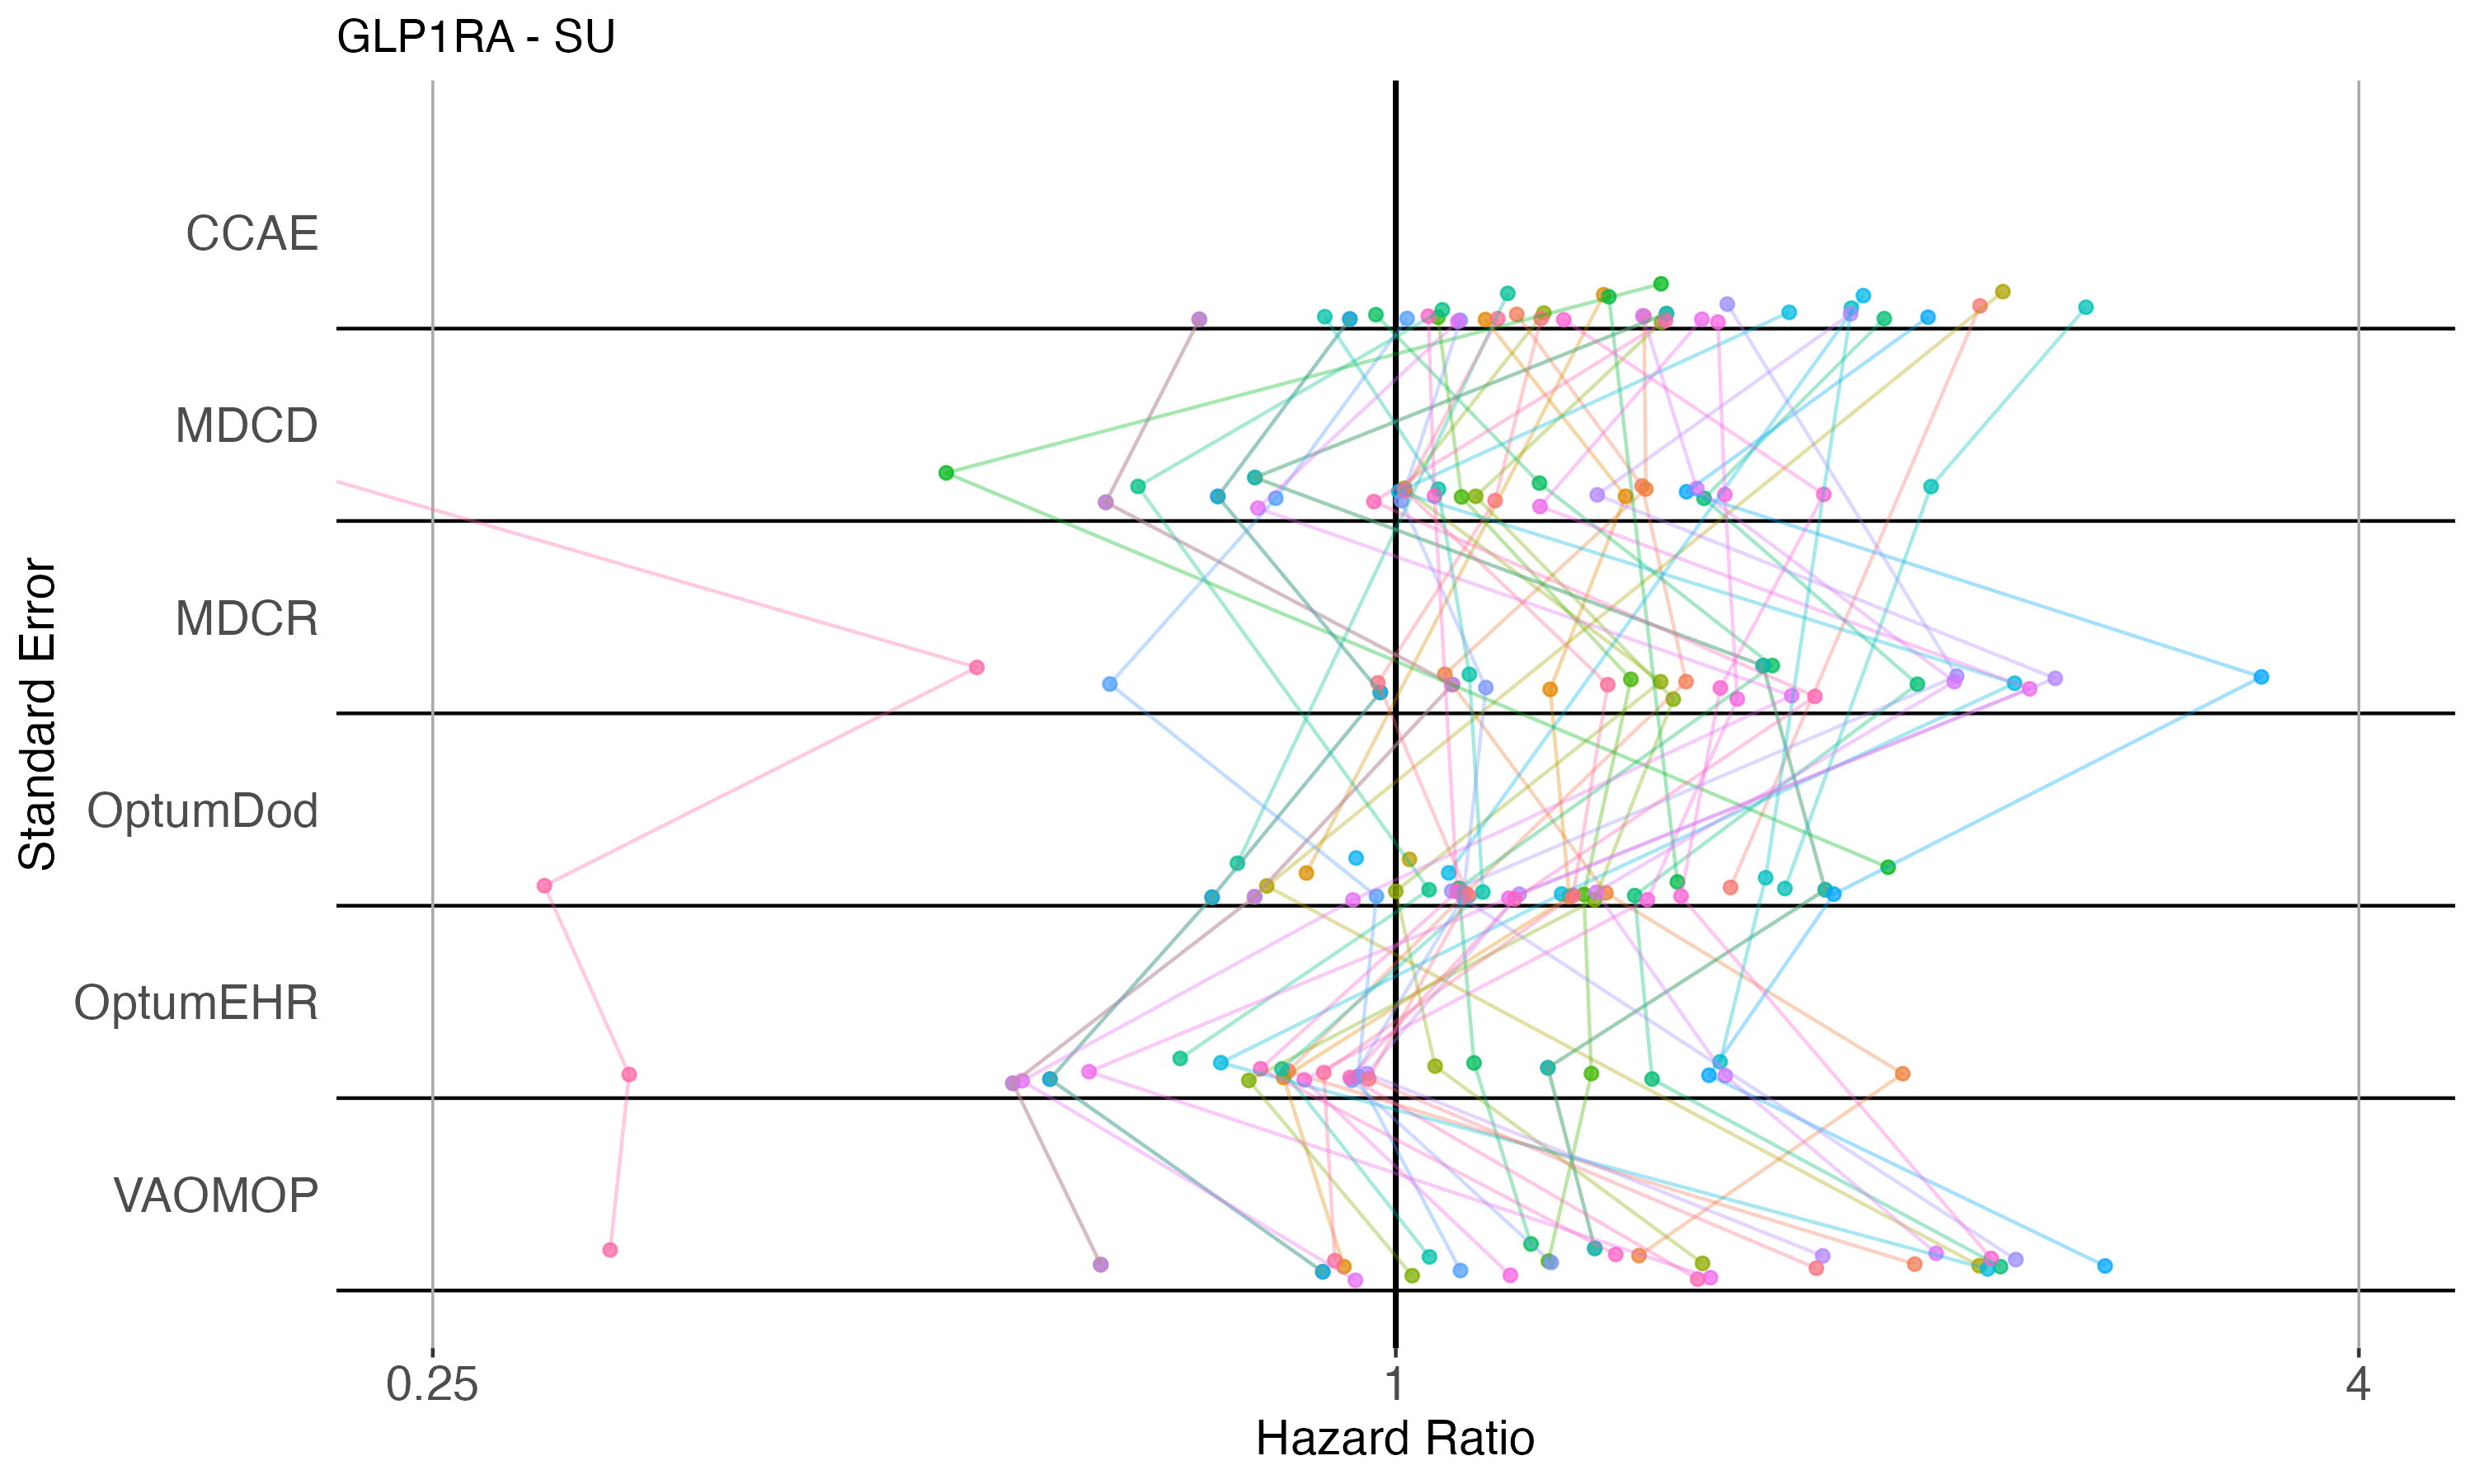 GLP1RA - SU
CCAE
MDCD
MDCR
OptumDod
OptumEHR
VAOMOP
Standard Error
0.25
1
4
Hazard Ratio